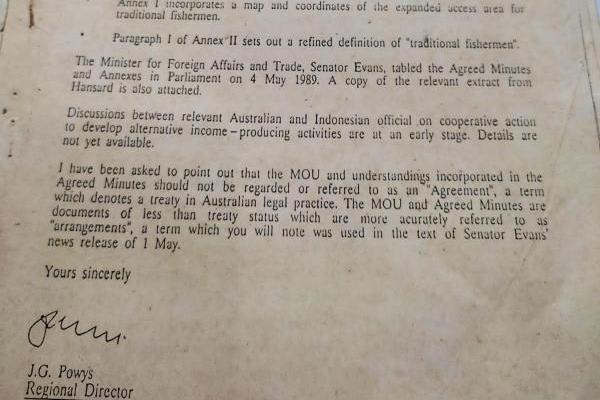 Annex I incorporates a map and coordinates of the expanded access area for
traditional fishermen.
Paragraph I of Annex II sets out a refined definition of "traditional fishermen".
The Minister for Foreign Affairs and Trade, Senator Evans, tabled the Agreed Minutes
and Annexes in Parliament on 4 May 1989. A copy of the relevant extract from
Hansard is also attached.
Discussions between relevant Australian and Indonesian official on cooperative action
to develop alternative income – producing activities are at an early stage. Details are
not yet available.
I have been asked to point out that the MOU and understandings incorporated in the
Agreed Minutes should not be regarded or referred to as an "Agreement", a term
which denotes a treaty in Australian legal practice. The MOU and Agreed Minutes are
documents of less than treaty status which are more acurately referred to as
"arrangements", a term which you will note was used in the text of Senator Evans'
news release of 1 May.
Yours sincerely
J.G. Powys
Regional Director